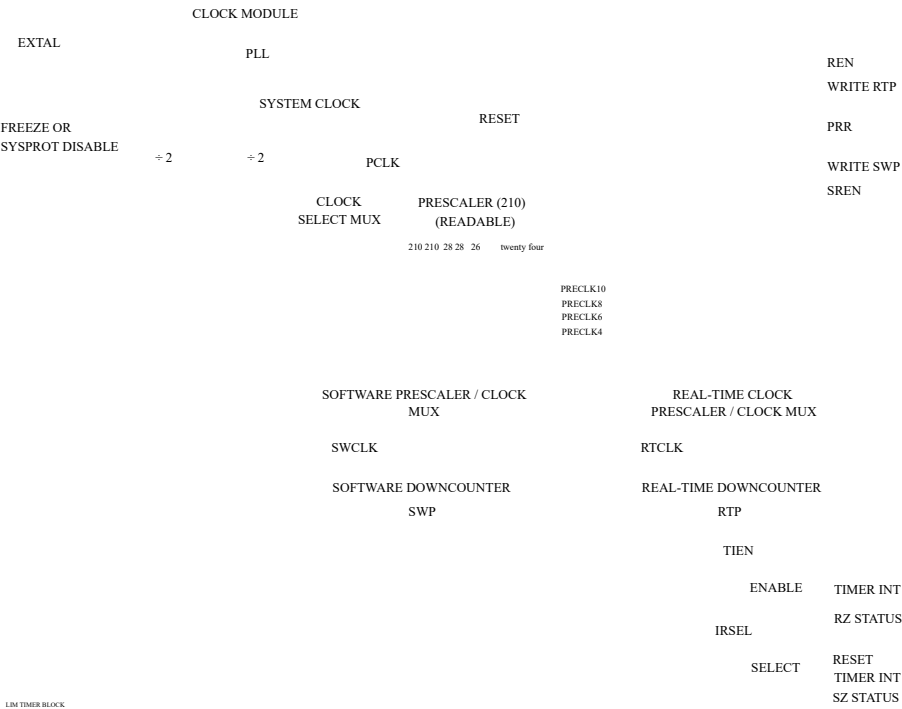 CLOCK MODULE
EXTAL
PLL
REN
WRITE RTP
SYSTEM CLOCK
RESET
FREEZE OR
SYSPROT DISABLE
PRR
÷ 2
÷ 2
PCLK
WRITE SWP
SREN
CLOCK
SELECT MUX
PRESCALER (210)
(READABLE)
210 210 28 28 26 twenty four
PRECLK10
PRECLK8
PRECLK6
PRECLK4
SOFTWARE PRESCALER / CLOCK
MUX
REAL-TIME CLOCK
PRESCALER / CLOCK MUX
SWCLK
RTCLK
SOFTWARE DOWNCOUNTER
REAL-TIME DOWNCOUNTER
SWP
RTP
TIEN
ENABLE
TIMER INT
RZ STATUS
IRSEL
SELECT
RESET
TIMER INT
SZ STATUS
LIM TIMER BLOCK